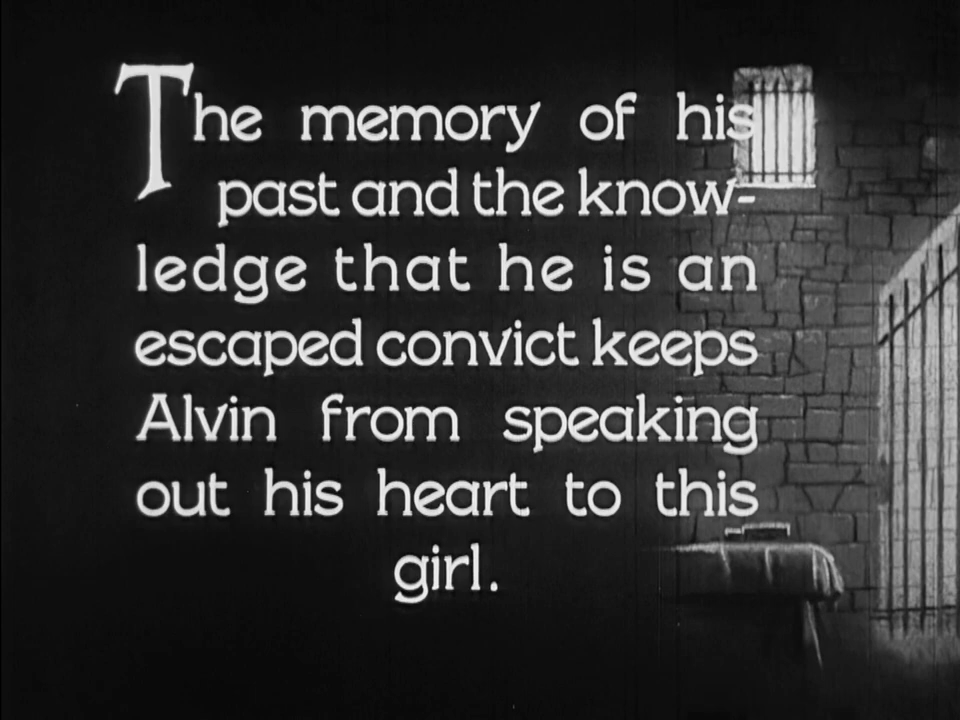 The memory of his
past and the know-
ledge that he is an
escaped convict keeps
Alvin from speaking
out his heart to this
girl.